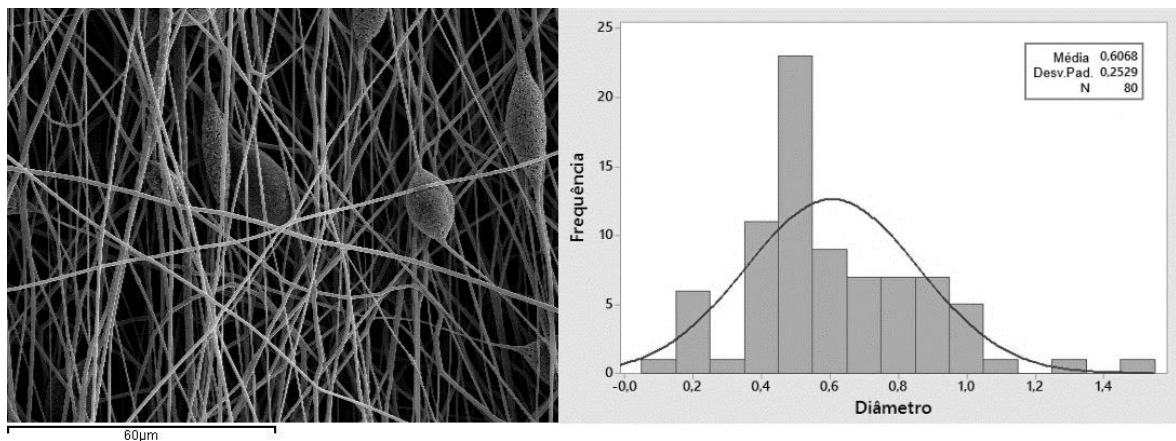 60µm
25
20
15
10
5
0
Frequência
Média 0,6068
Desv.Pad. 0,2529
N 80
-0,0 0,2 0,4 0,6 0,8 1,0 1,2 1,4
Diâmetro